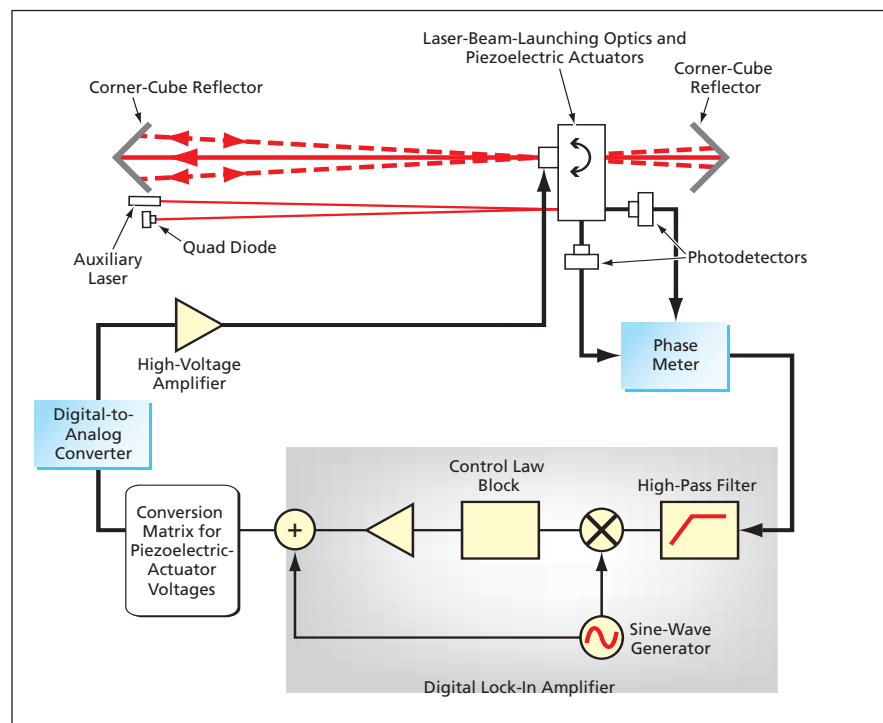 Laser-Beam-Launching Optics and
Piezoelectric Actuators
Corner-Cube Reflector
Corner-Cube
Reflector
Auxiliary
Laser
Quad Diode
Photodetectors
High-Voltage
Amplifier
Phase
Meter
Digital-to-
Analog
Converter
Control Law
Block
High-Pass Filter
Conversion
Matrix for
Piezoelectric-
Actuator
Voltages
+
Sine-Wave
Generator
Digital Lock-In Amplifier